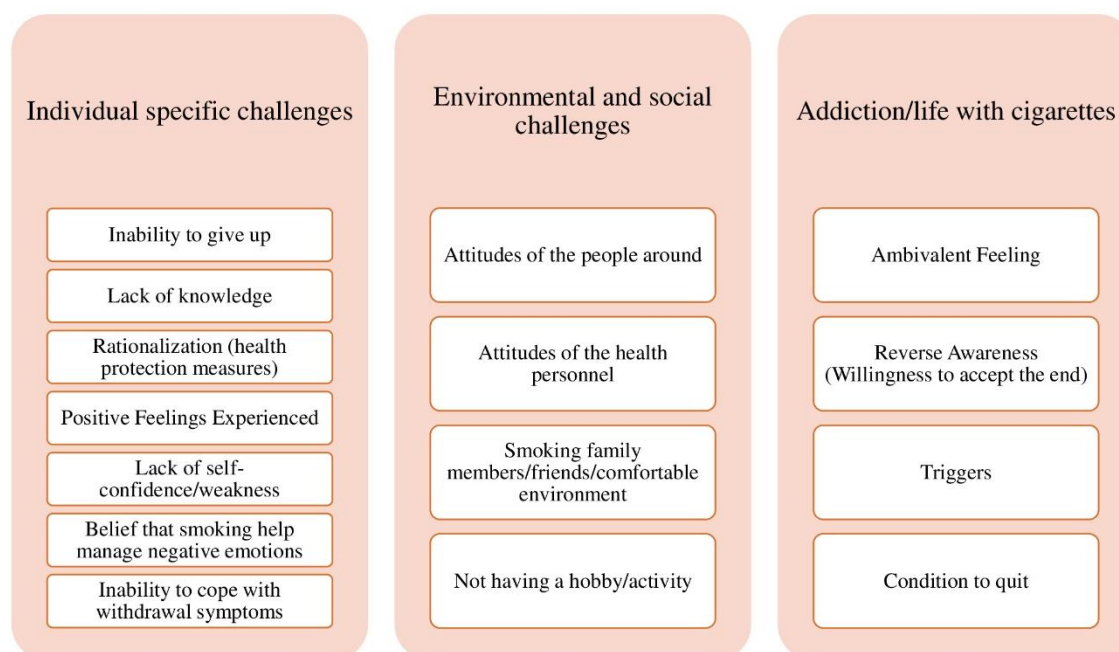 Individual specific challenges
Inability to give up
Lack of knowledge
Rationalization (health
protection measures)
Positive Feelings Experienced
Lack of self-
confidence/weakness
Belief that smoking help
manage negative emotions
Inability to cope with
withdrawal symptoms
Environmental and social
challenges
Attitudes of the people around
Attitudes of the health
personnel
Smoking family
members/friends/comfortable
environment
Not having a hobby/activity
Addiction/life with cigarettes
Ambivalent Feeling
Reverse Awareness
(Willingness to accept the end)
Triggers
Condition to quit